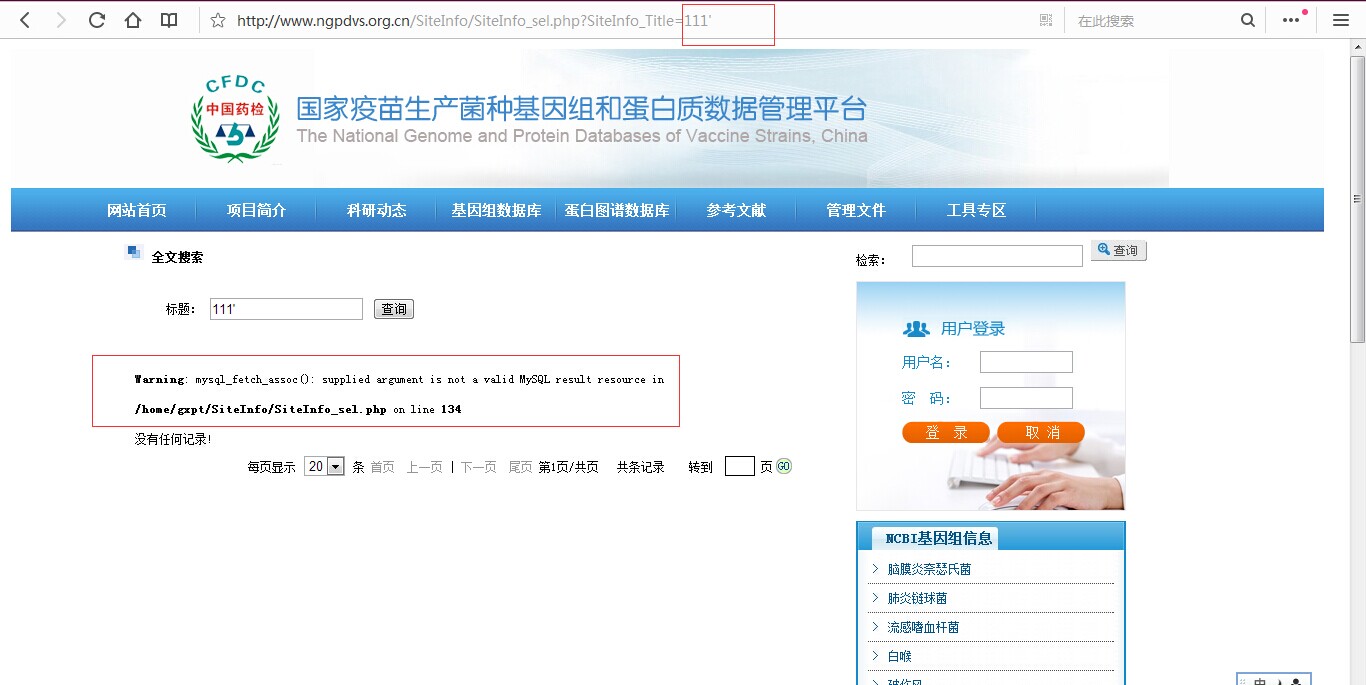 http://www.ngpdvs.org.cn/SiteInfo/SiteInfo_sel.php?SiteInfo_Title=111'
在此搜索
CFDC
中国药检
国家疫苗生产菌种基因组和蛋白质数据管理平台
The National Genome and Protein Databases of Vaccine Strains, China
网站首页 项目简介 科研动态 基因组数据库 蛋白图谱数据库 参考文献 管理文件 工具专区
全文搜索
检索： 查询
标题： 111' 查询
用户登录
用户名：
密 码：
登 录 取 消
Warning: mysql_fetch_assoc(): supplied argument is not a valid MySQL result resource in
/home/gxpt/SiteInfo/SiteInfo_sel.php on line 134
没有任何记录!
每页显示 20 条 首页 上一页 | 下一页 尾页 第1页/共页 共条记录 转到 页 GO
NCBI基因组信息
脑膜炎奈瑟氏菌
肺炎链球菌
流感嗜血杆菌
白喉